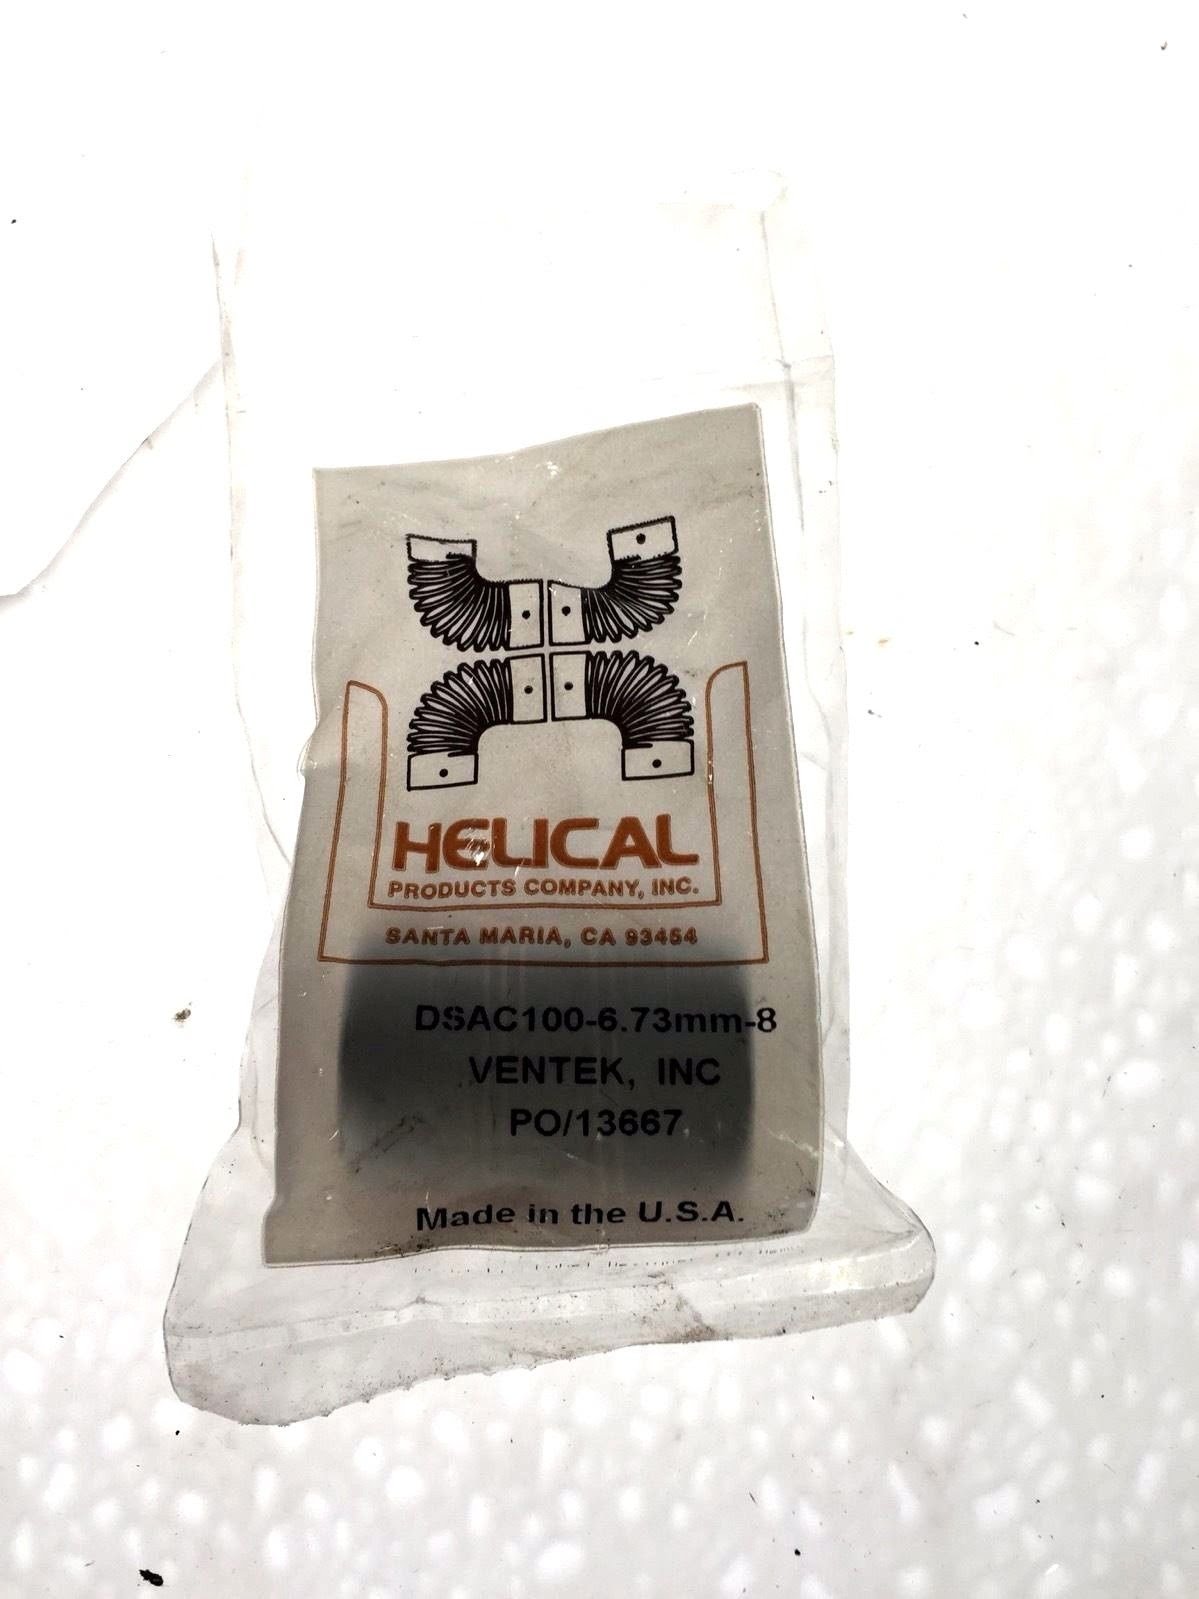 HELICAL
PRODUCTS COMPANY, INC.
SANTA MARIA, CA 93454
DSAC100-6.73mm-8
VENTEK, INC
PO/13667
Made in the U.S.A.